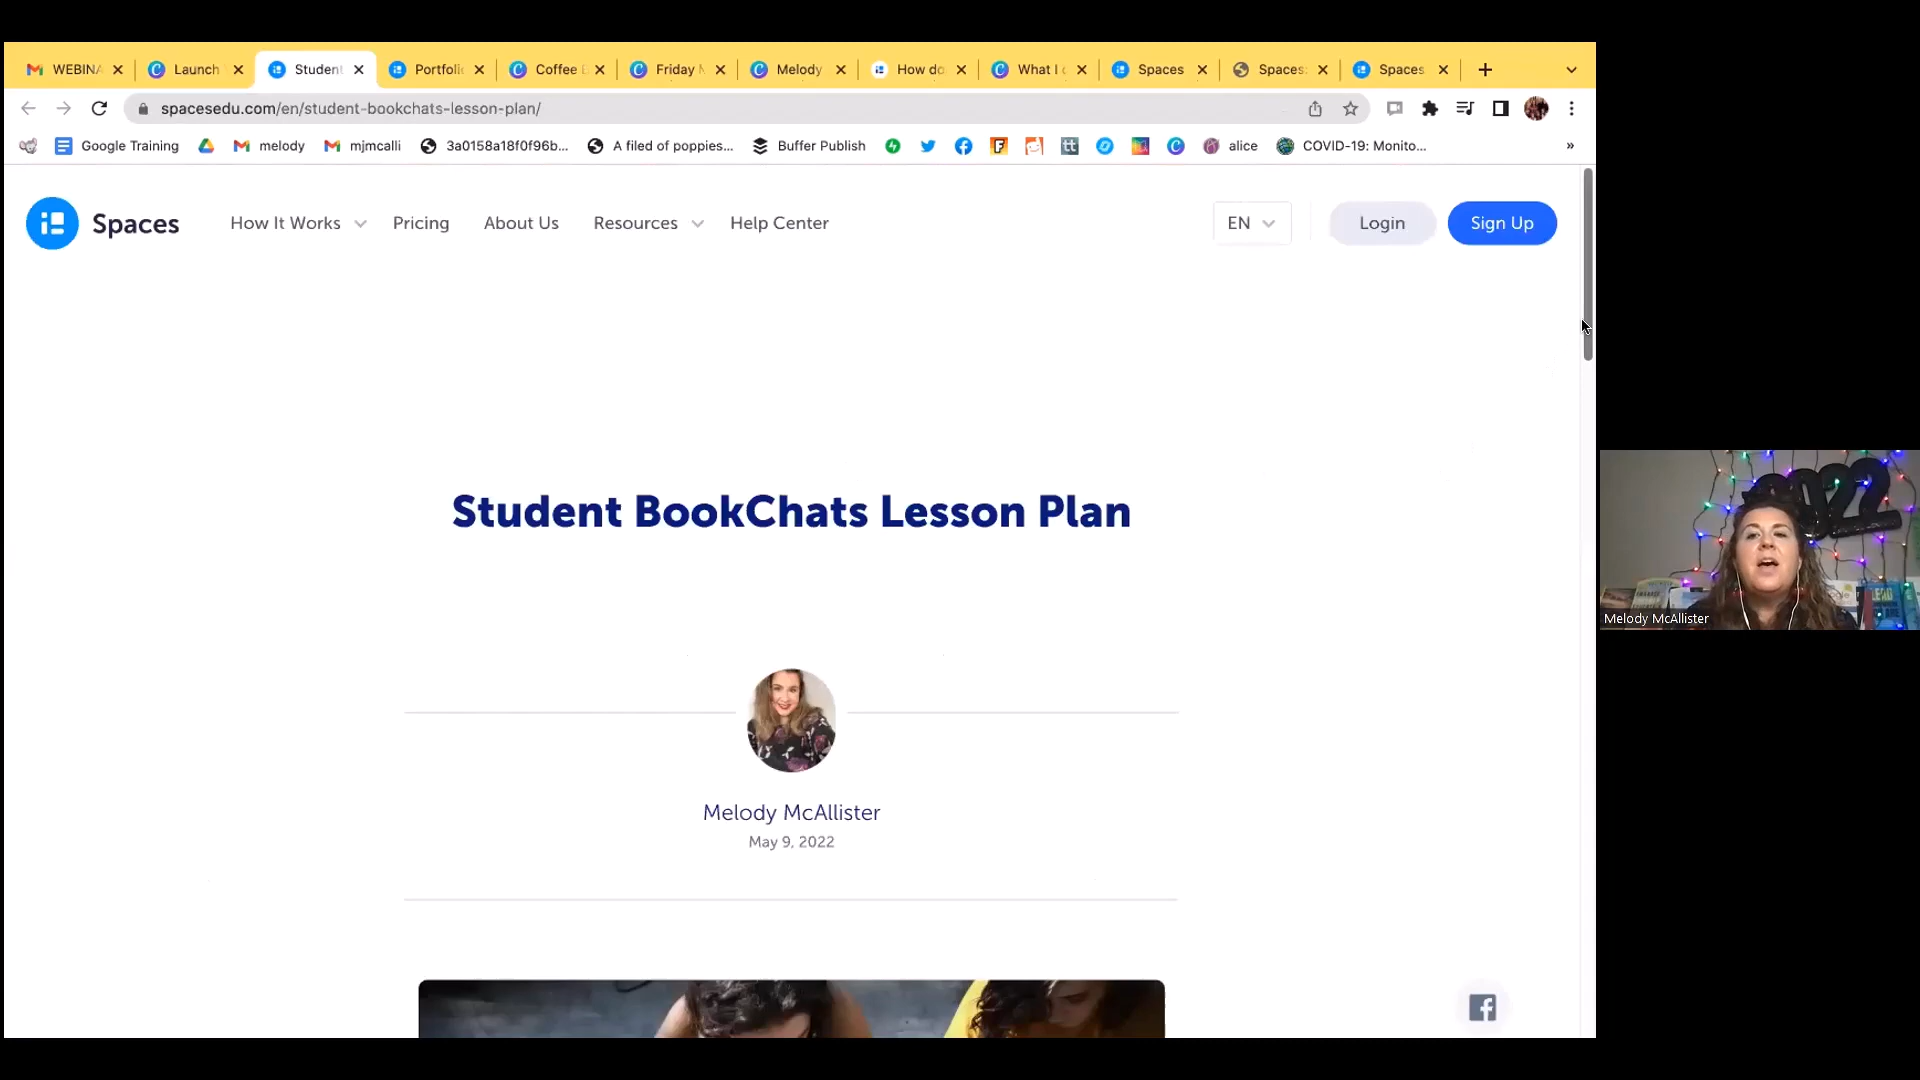 WEBINA
Launch
Student
Portfoli
Coffee
Friday
Melody
How do
What I
Spaces
Spaces:
Spaces
spacesedu.com/en/student-bookchats-lesson-plan/
Google Training
melody
mjmcalli
3a0158a18f0f96b...
A filed of poppies...
Buffer Publish
alice
COVID-19: Monito...
»
Spaces
How It Works
Pricing
About Us
Resources
Help Center
EN
Login
Sign Up
Student BookChats Lesson Plan
2022
LEAD
Melody McAllister
Melody McAllister
May 9, 2022